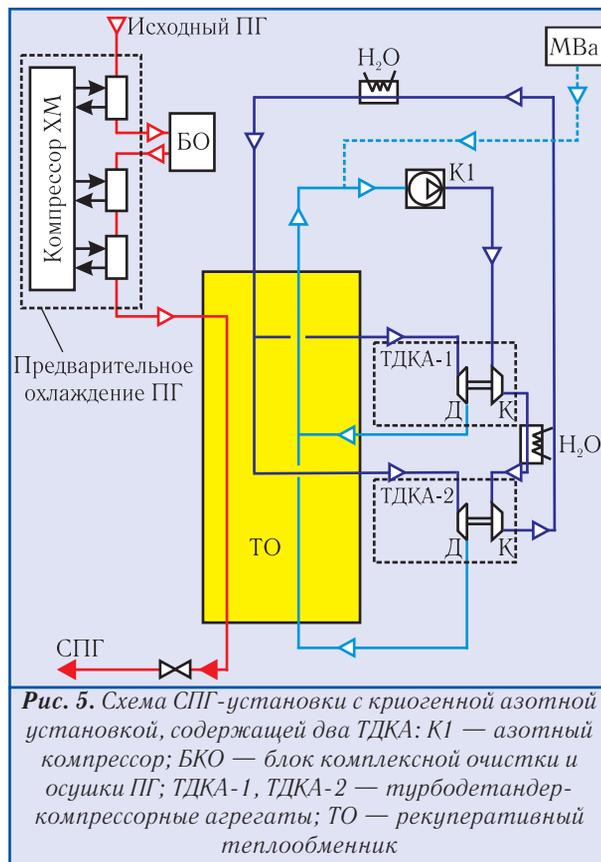 Исходный ПГ
H₂O
МВа
Компрессор ХМ
БО
К1
Предварительное
охлаждение ПГ
ТДКА-1
Д
К
H₂O
ТДКА-2
Д
К
ТО
СПГ
Рис. 5. Схема СПГ-установки с криогенной азотной
установкой, содержащей два ТДКА: К1 — азотный
компрессор; БКО — блок комплексной очистки и
осушки ПГ; ТДКА-1, ТДКА-2 — турбодетандер-
компрессорные агрегаты; ТО — рекуперативный
теплообменник